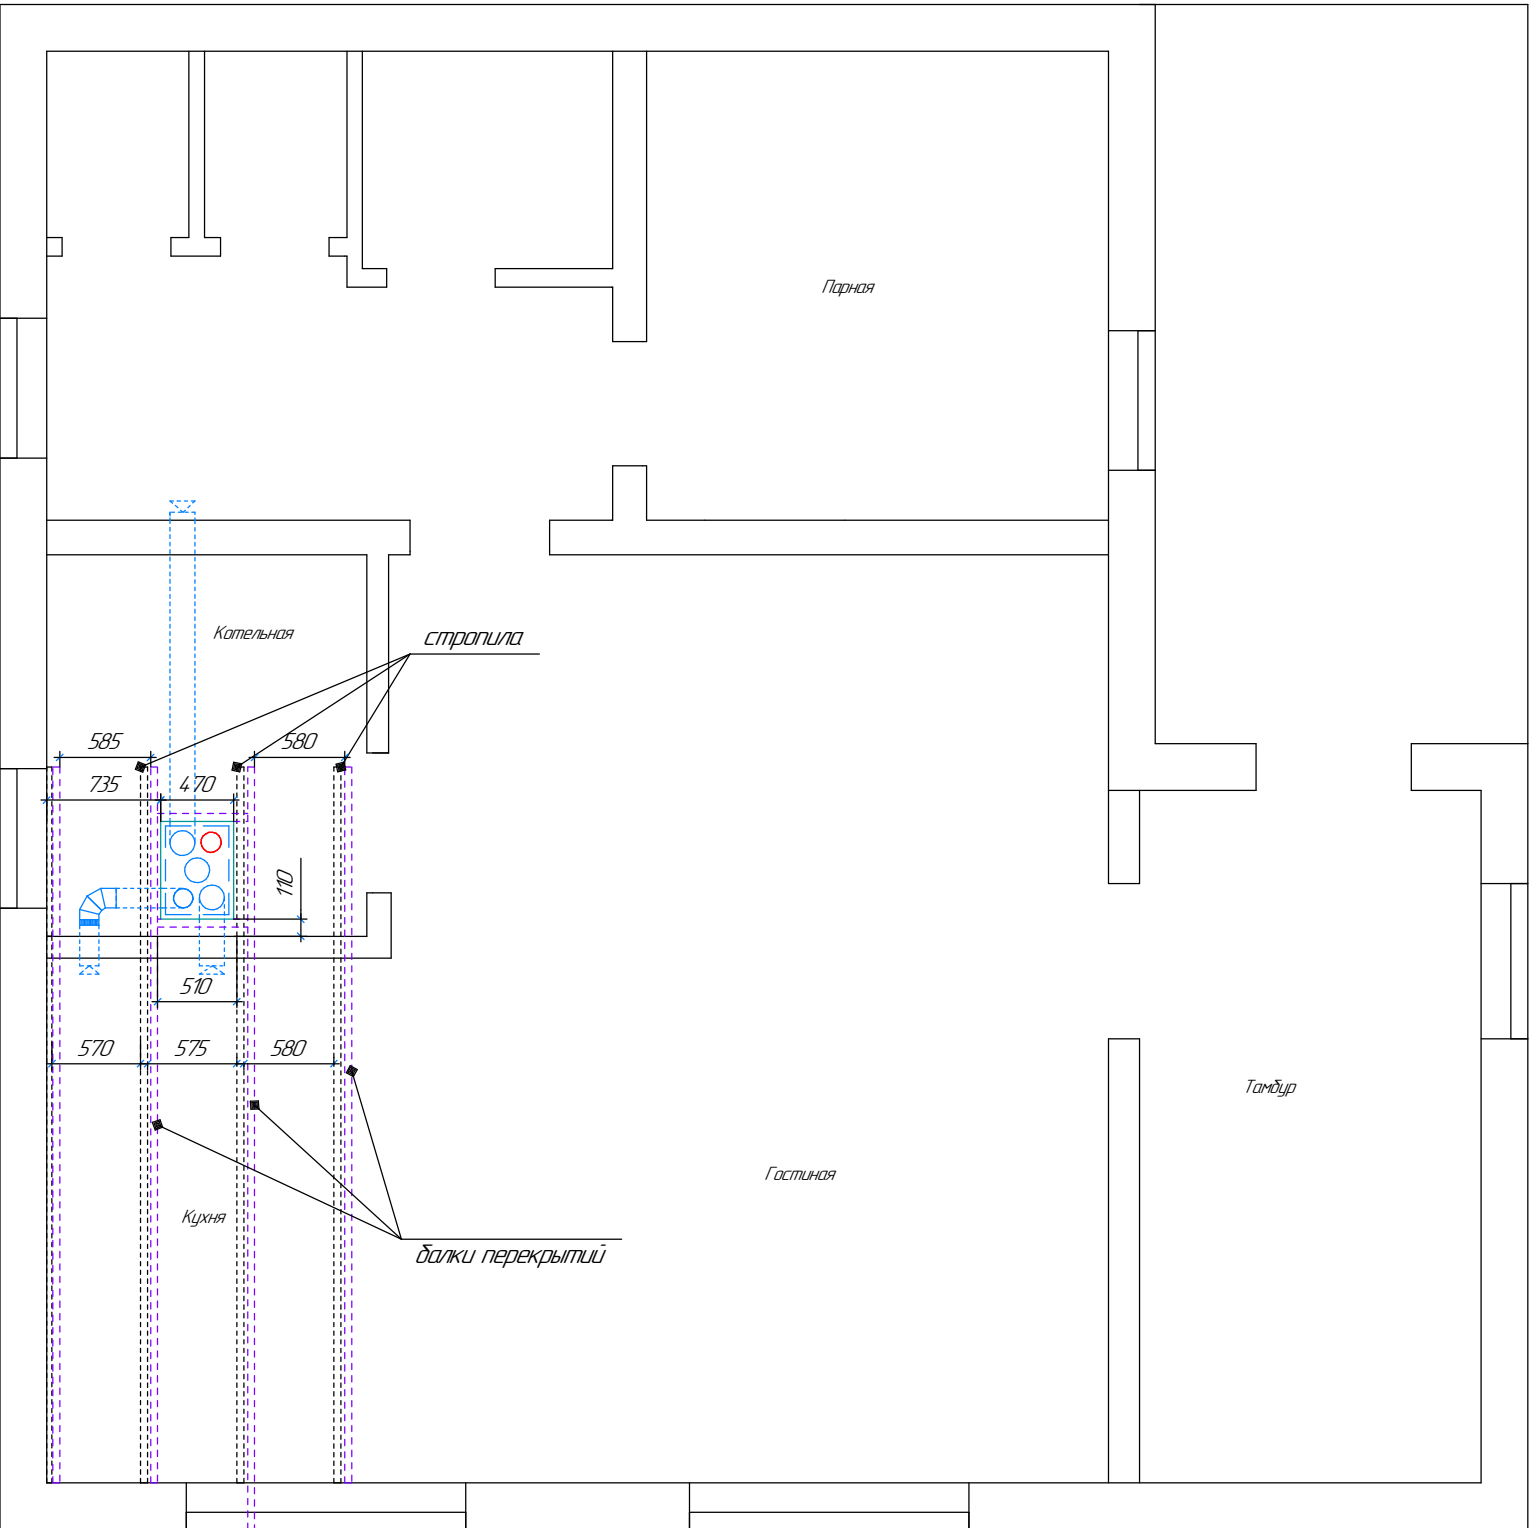 Парная
Котельная
стропила
585
580
735
470
110
510
570
575
580
Тамбур
Гостиная
Кухня
балки перекрытий